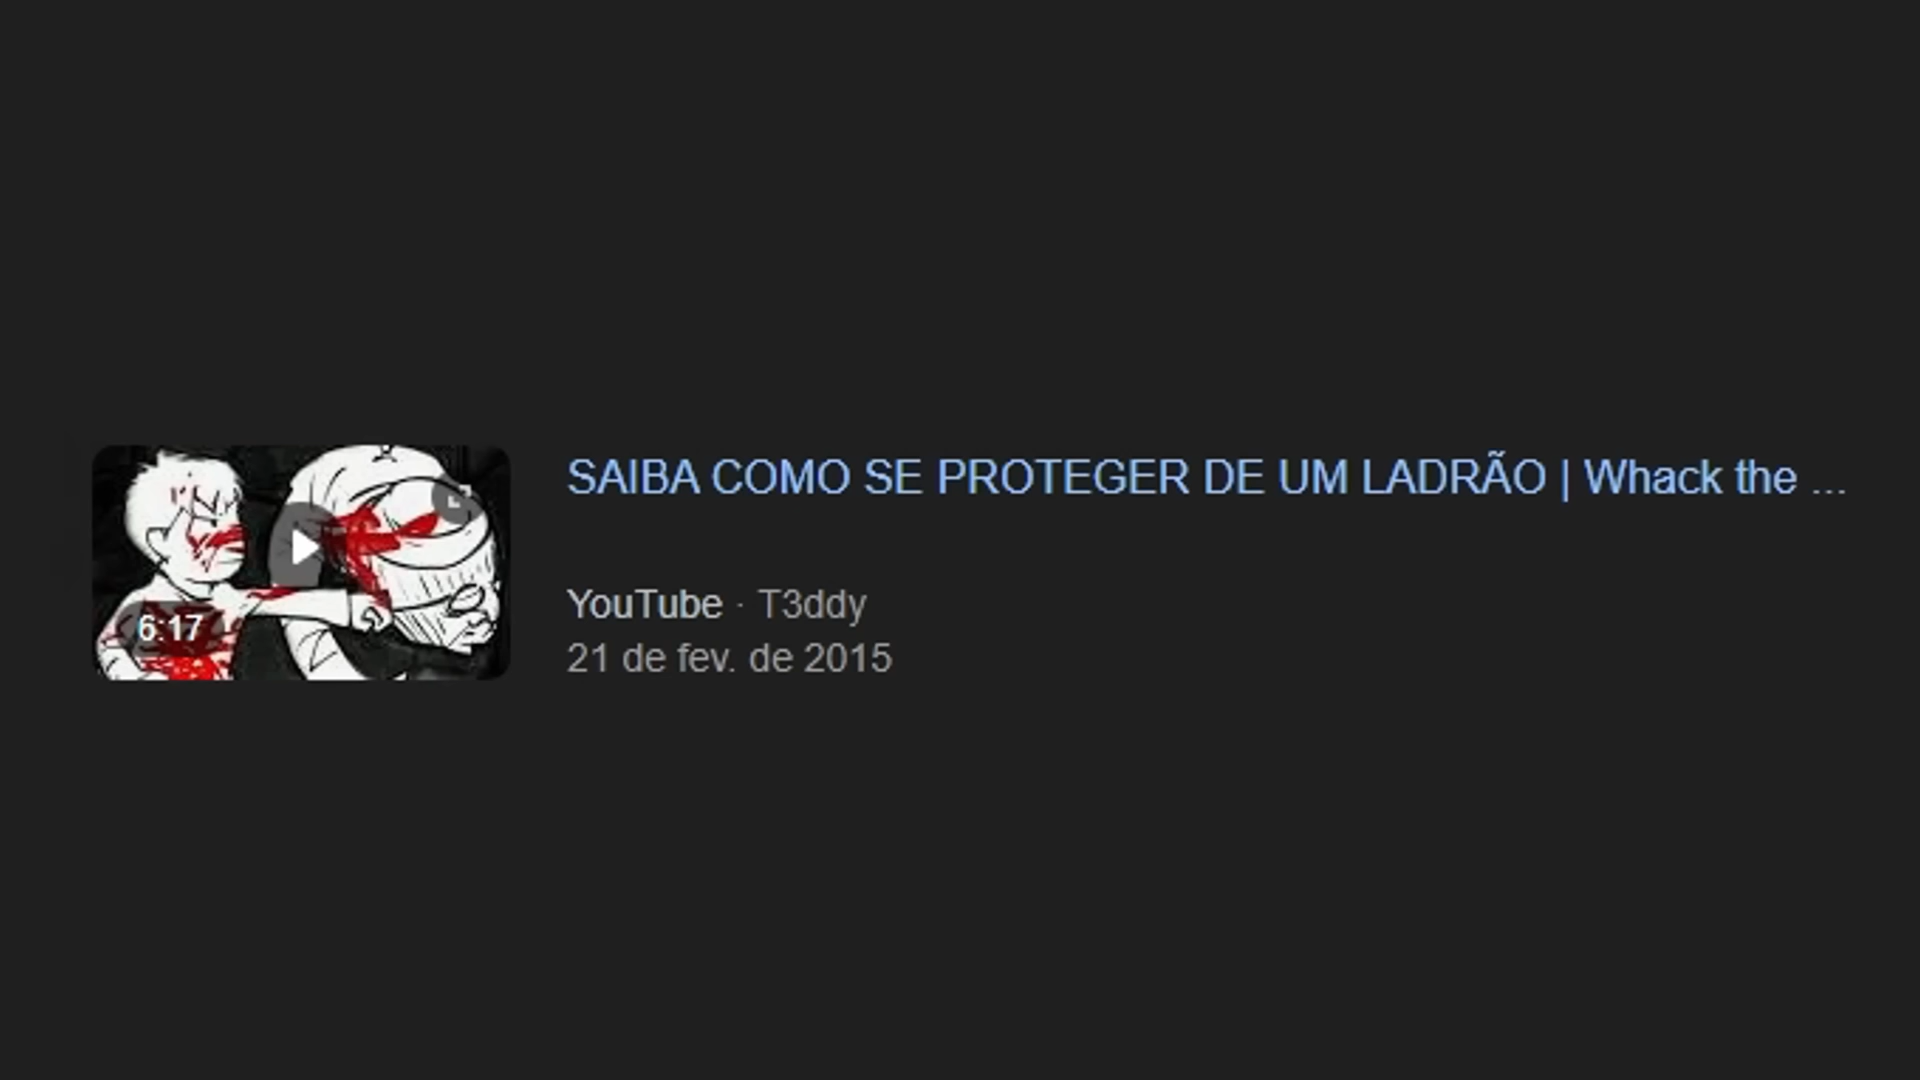 SAIBA COMO SE PROTEGER DE UM LADRÃO | Whack the ...
YouTube · T3ddy
21 de fev. de 2015
6:17